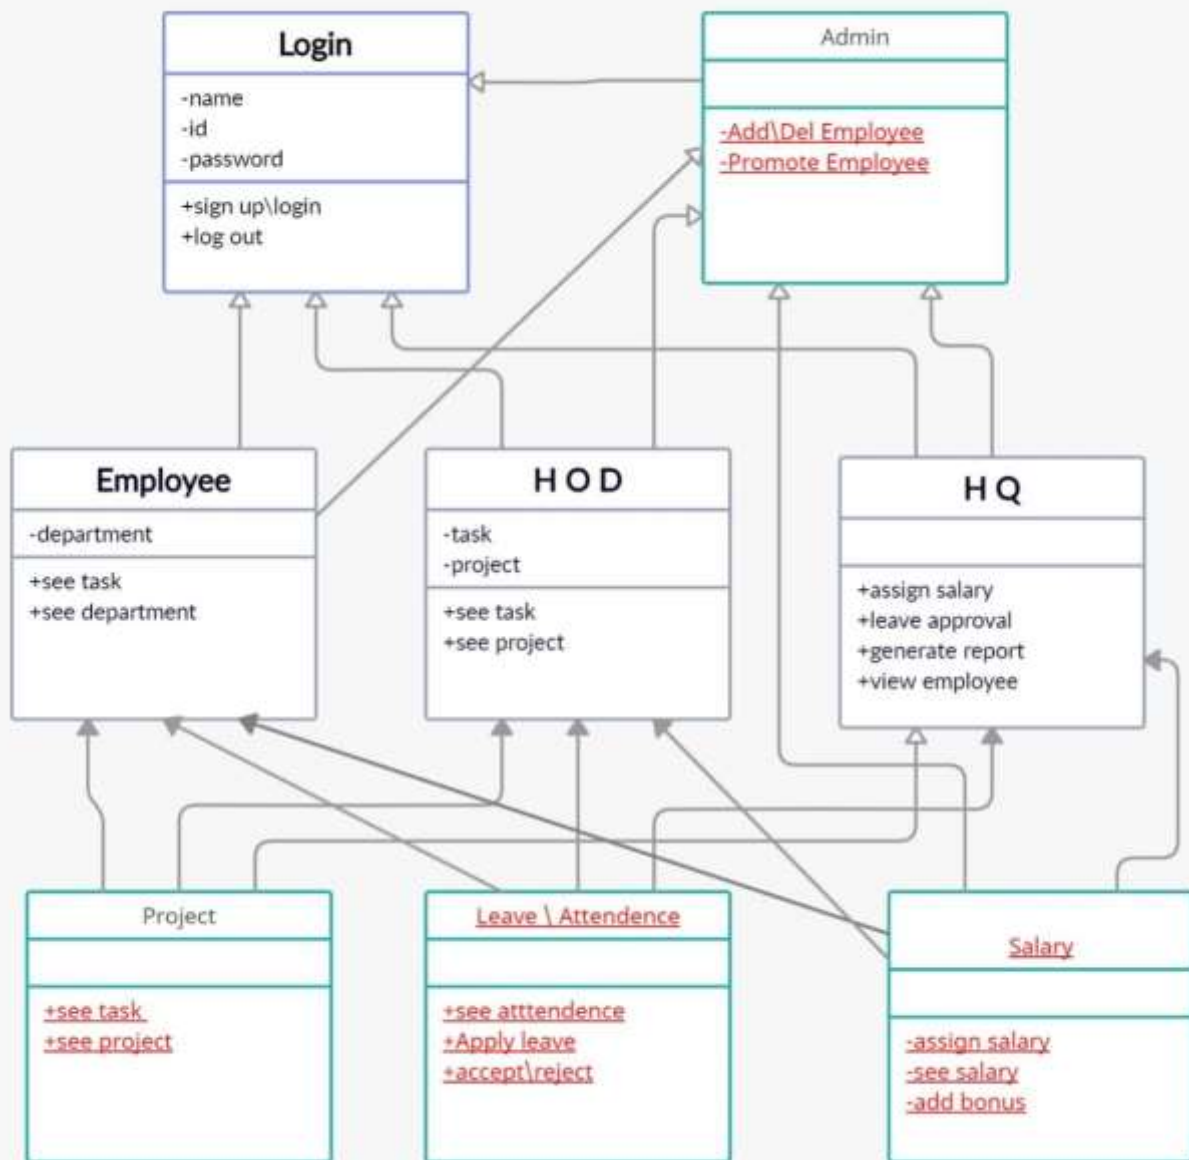 Login
-name
-id
-password
+sign up\login
+log out
Admin
-Add\Del Employee
-Promote Employee
Employee
-department
+see task
+see department
H O D
-task
-project
+see task
+see project
H Q
+assign salary
+leave approval
+generate report
+view employee
Project
+see task
+see project
Leave \ Attendence
+see atttendence
+Apply leave
+accept\reject
Salary
-assign salary
-see salary
-add bonus